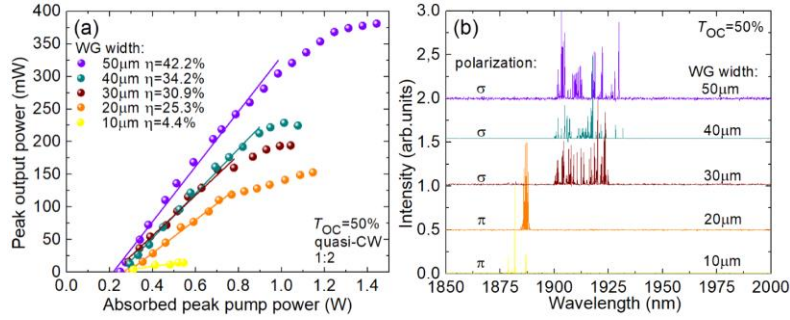 (a)
WG width:
50μm η=42.2%
40μm η=34.2%
30μm η=30.9%
20μm η=25.3%
10μm η=4.4%
T_OC=50%
quasi-CW
1:2
Peak output power (mW)
400
350
300
250
200
150
100
50
0
0.0 0.2 0.4 0.6 0.8 1.0 1.2 1.4
Absorbed peak pump power (W)
(b)
T_OC=50%
polarization:
WG width:
σ 50μm
σ 40μm
σ 30μm
π 20μm
π 10μm
Intensity (arb.units)
3.0
2.5
2.0
1.5
1.0
0.5
0.0
1850 1875 1900 1925 1950 1975 2000
Wavelength (nm)